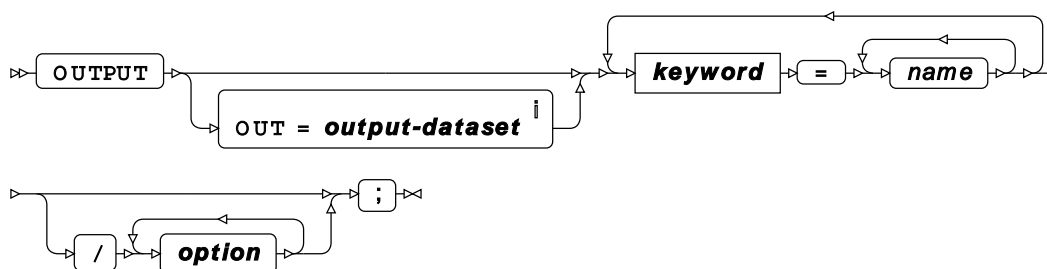 OUTPUT keyword = name
OUT = output-dataset i
;
/ option